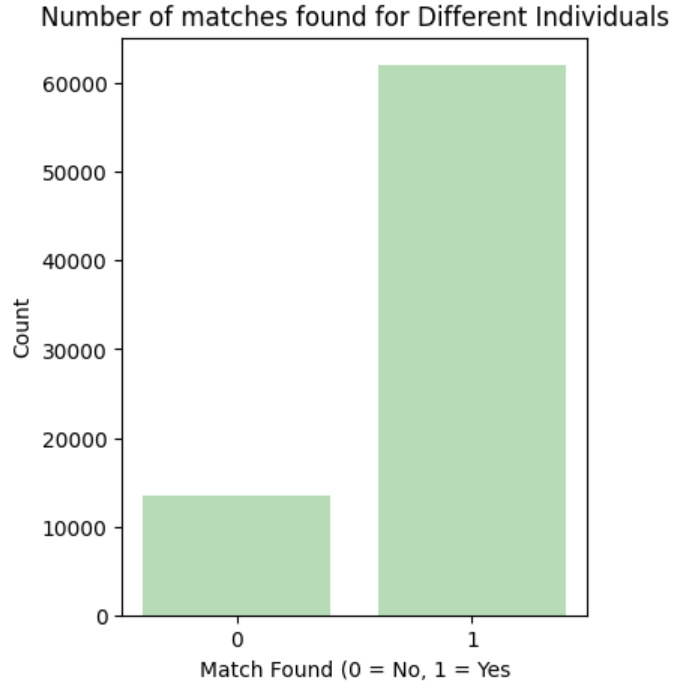 Number of matches found for Different Individuals
60000
50000
40000
30000
20000
10000
0
Count
0 1
Match Found (0 = No, 1 = Yes